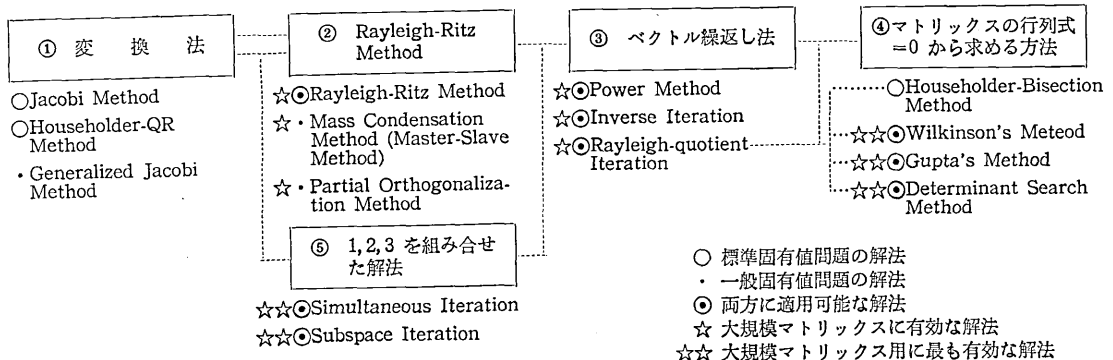 ① 変 換 法
○Jacobi Method
○Householder-QR
Method
・Generalized Jacobi
Method
② Rayleigh-Ritz
Method
☆◉Rayleigh-Ritz Method
☆・Mass Condensation
Method (Master-Slave
Method)
☆・Partial Orthogonaliza-
tion Method
⑤ 1,2,3 を組み合せ
た解法
☆☆◉Simultaneous Iteration
☆☆◉Subspace Iteration
③ ベクトル繰返し法
☆◉Power Method
☆◉Inverse Iteration
☆◉Rayleigh-quotient
Iteration
④マトリックスの行列式
=0 から求める方法
○Householder-Bisection
Method
☆☆◉Wilkinson's Meteod
☆☆◉Gupta's Method
☆☆◉Determinant Search
Method
○ 標準固有値問題の解法
・ 一般固有値問題の解法
◉ 両方に適用可能な解法
☆ 大規模マトリックスに有効な解法
☆☆ 大規模マトリックス用に最も有効な解法